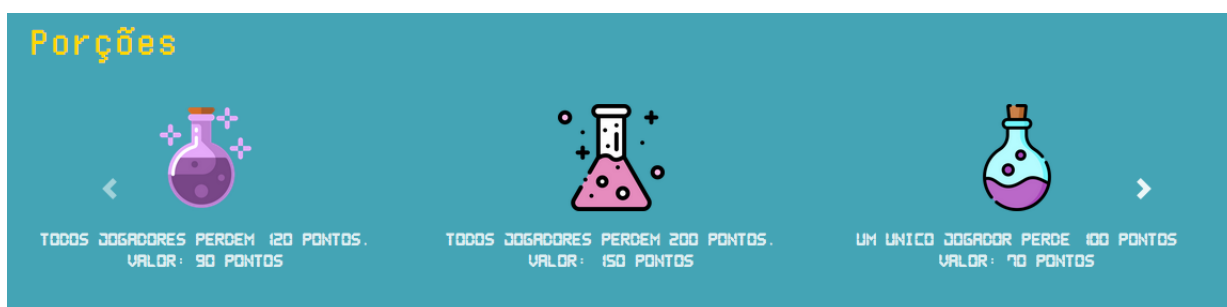 Porções
TODOS JOGADORES PERDEM 120 PONTOS.
VALOR: 90 PONTOS
TODOS JOGADORES PERDEM 200 PONTOS.
VALOR: 150 PONTOS
UM UNICO JOGADOR PERDE 100 PONTOS
VALOR: 70 PONTOS